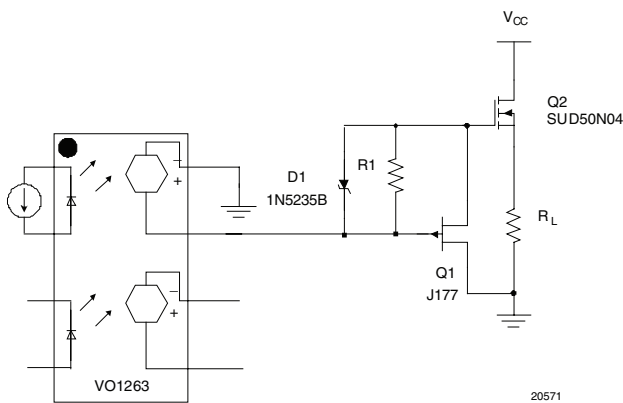 VCC
Q2
SUD50N04
D1
1N5235B
R1
RL
Q1
J177
–
+
–
+
VO1263
20571